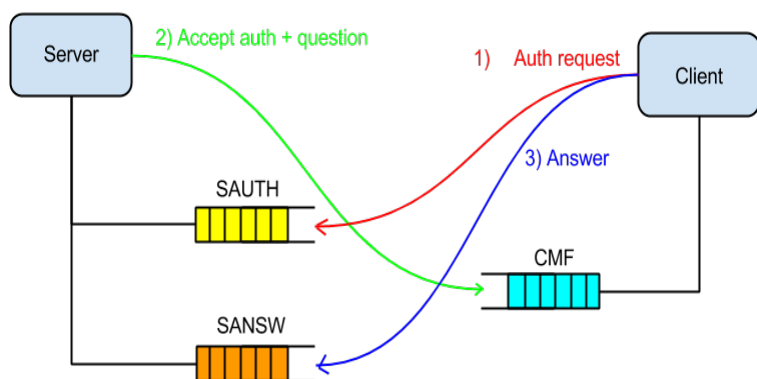 Server
2) Accept auth + question
1) Auth request
Client
3) Answer
SAUTH
CMF
SANSW